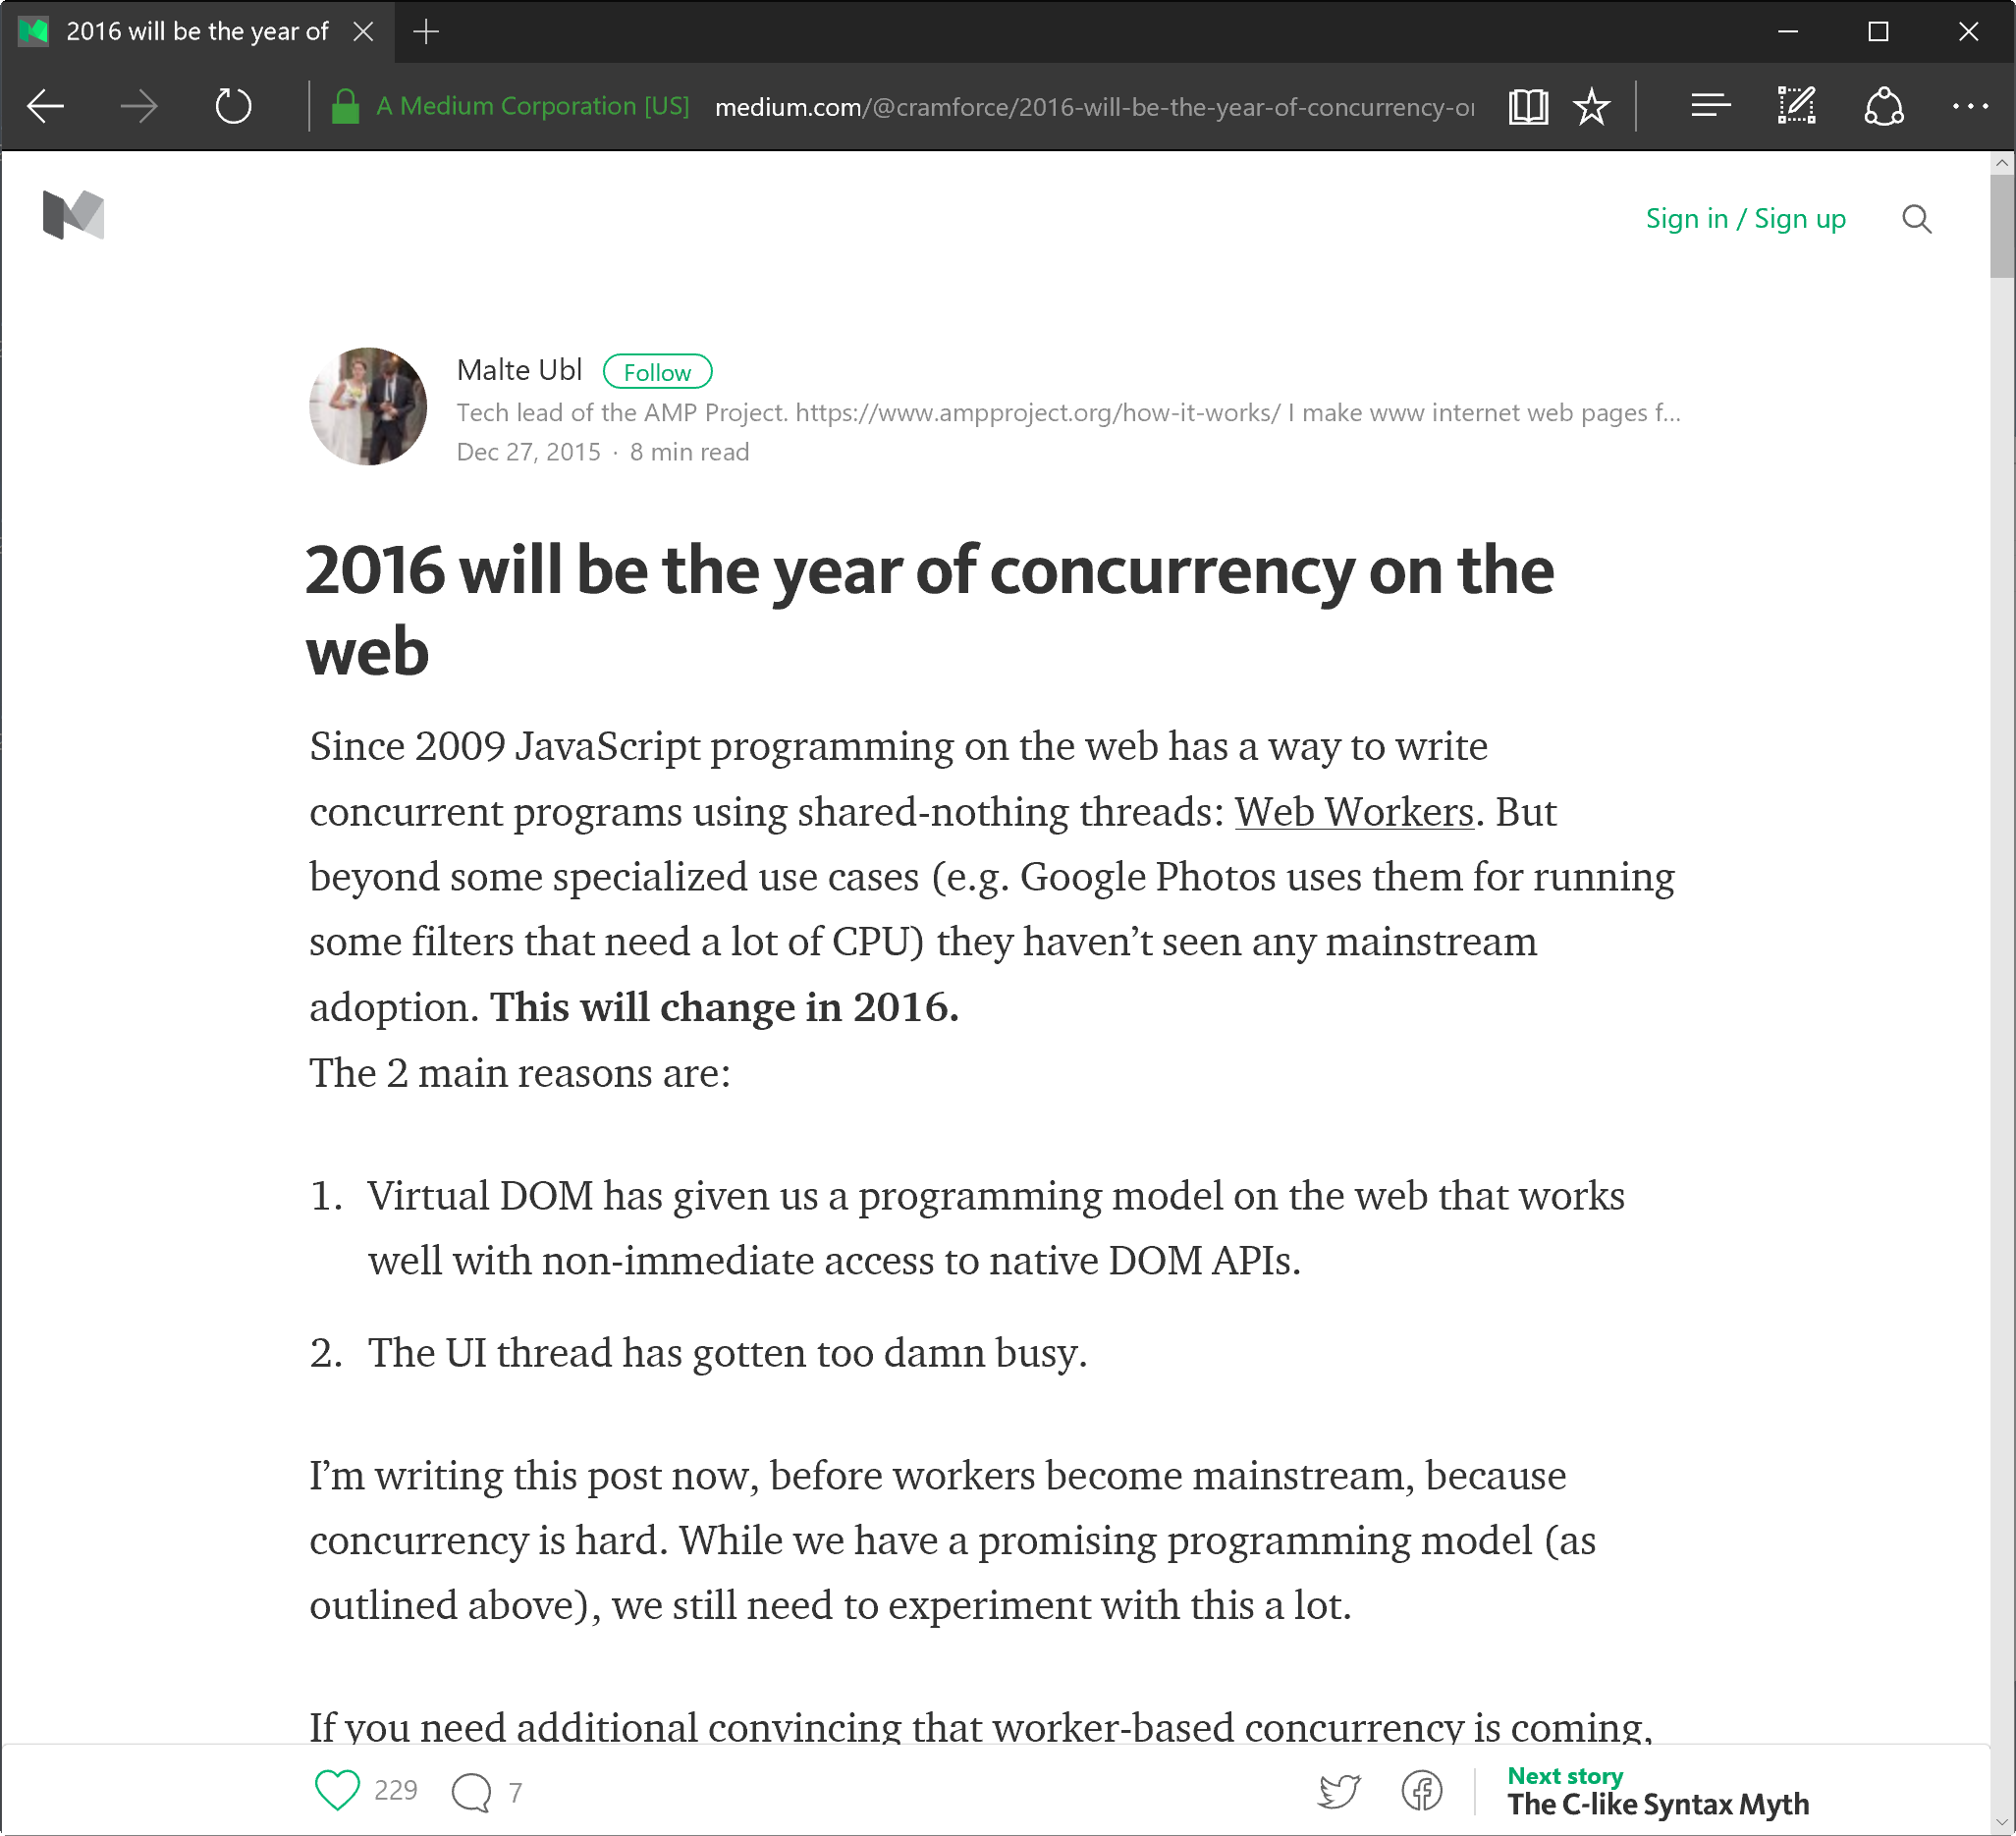 2016 will be the year of
A Medium Corporation [US] medium.com/@cramforce/2016-will-be-the-year-of-concurrency-or
Sign in / Sign up
Malte Ubl Follow
Tech lead of the AMP Project. https://www.ampproject.org/how-it-works/ I make www internet web pages f...
Dec 27, 2015 · 8 min read
2016 will be the year of concurrency on the
web
Since 2009 JavaScript programming on the web has a way to write
concurrent programs using shared-nothing threads: Web Workers. But
beyond some specialized use cases (e.g. Google Photos uses them for running
some filters that need a lot of CPU) they haven’t seen any mainstream
adoption. This will change in 2016.
The 2 main reasons are:
1. Virtual DOM has given us a programming model on the web that works
well with non-immediate access to native DOM APIs.
2. The UI thread has gotten too damn busy.
I’m writing this post now, before workers become mainstream, because
concurrency is hard. While we have a promising programming model (as
outlined above), we still need to experiment with this a lot.
If you need additional convincing that worker-based concurrency is coming,
229 7 Next story
The C-like Syntax Myth